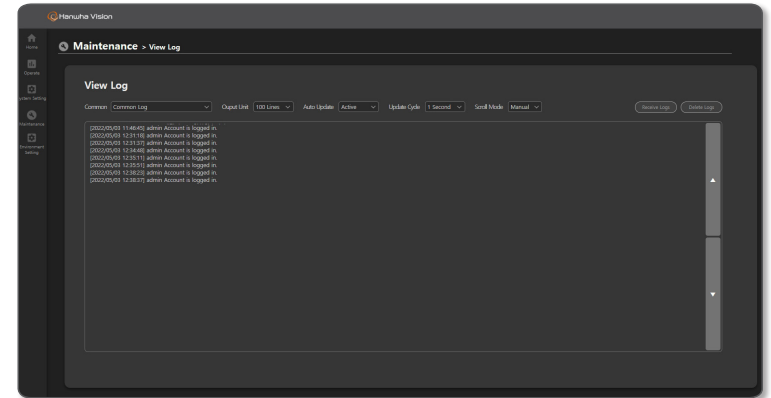 Hanwha Vision
Home
Operate
System Setting
Maintenance
Environment
Setting
Maintenance > View Log
View Log
Common Common Log Ouput Unit 100 Lines Auto Update Active Update Cycle 1 Second Scroll Mode Manual Receive Logs Delete Logs
[2022/05/03 11:46:45] admin Account is logged in.
[2022/05/03 12:31:18] admin Account is logged in.
[2022/05/03 12:31:37] admin Account is logged in.
[2022/05/03 12:34:48] admin Account is logged in.
[2022/05/03 12:35:11] admin Account is logged in.
[2022/05/03 12:35:51] admin Account is logged in.
[2022/05/03 12:38:23] admin Account is logged in.
[2022/05/03 12:38:37] admin Account is logged in.